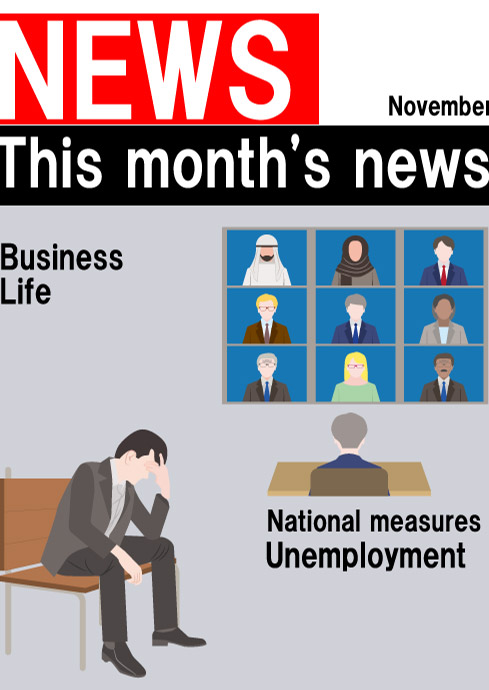 NEWS
November
This month's news
Business
Life
National measures
Unemployment